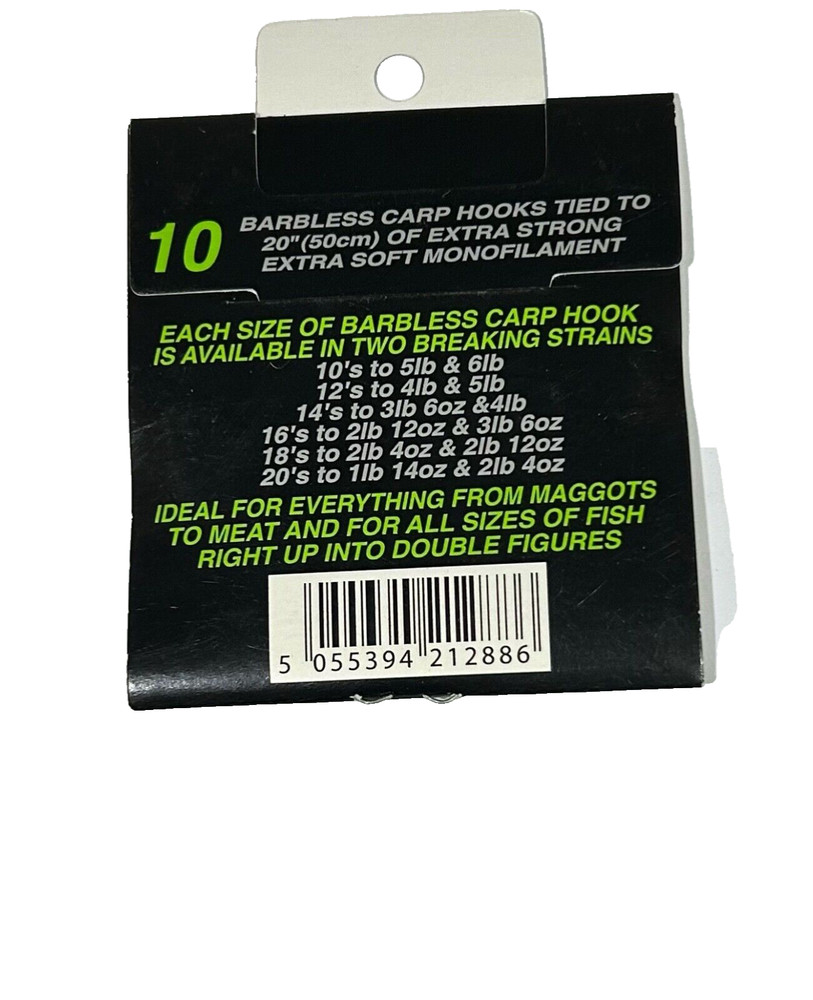 10
BARBLESS CARP HOOKS TIED TO
20"(50cm) OF EXTRA STRONG
EXTRA SOFT MONOFILAMENT
EACH SIZE OF BARBLESS CARP HOOK
IS AVAILABLE IN TWO BREAKING STRAINS
10's to 5lb & 6lb
12's to 4lb & 5lb
14's to 3lb 6oz &4lb
16's to 2lb 12oz & 3lb 6oz
18's to 2lb 4oz & 2lb 12oz
20's to 1lb 14oz & 2lb 4oz
IDEAL FOR EVERYTHING FROM MAGGOTS
TO MEAT AND FOR ALL SIZES OF FISH
RIGHT UP INTO DOUBLE FIGURES
5 055394 212886